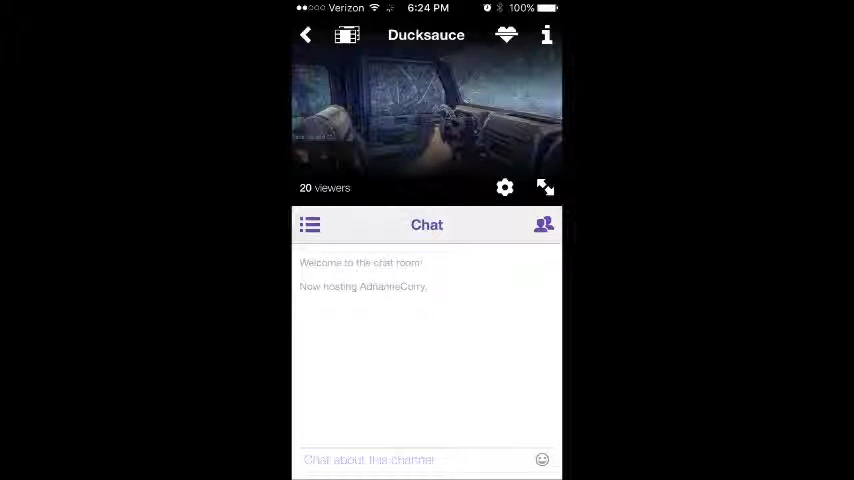 Verizon 6:24 PM 100%
Ducksauce
20 viewers
Chat
Welcome to the chat room!
Now hosting AdrianneCurry.
Chat about this channel